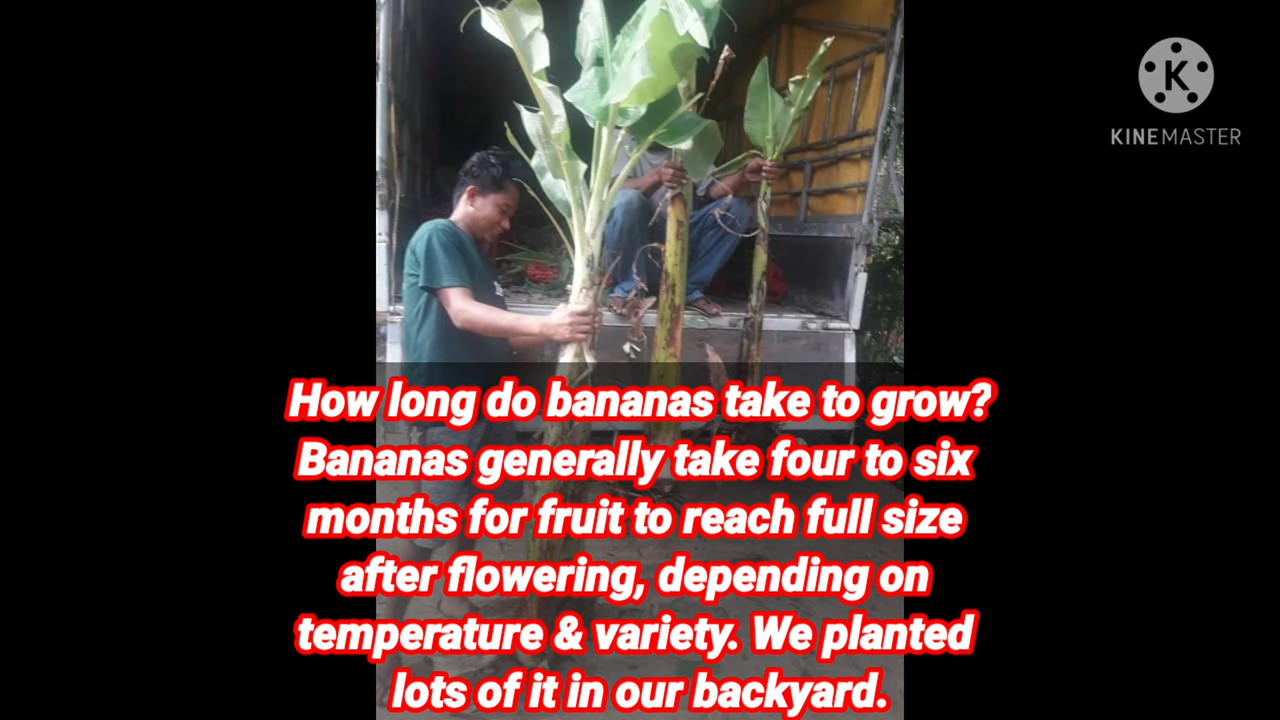 K
KINEMASTER
How long do bananas take to grow?
Bananas generally take four to six
months for fruit to reach full size
after flowering, depending on
temperature & variety. We planted
lots of it in our backyard.